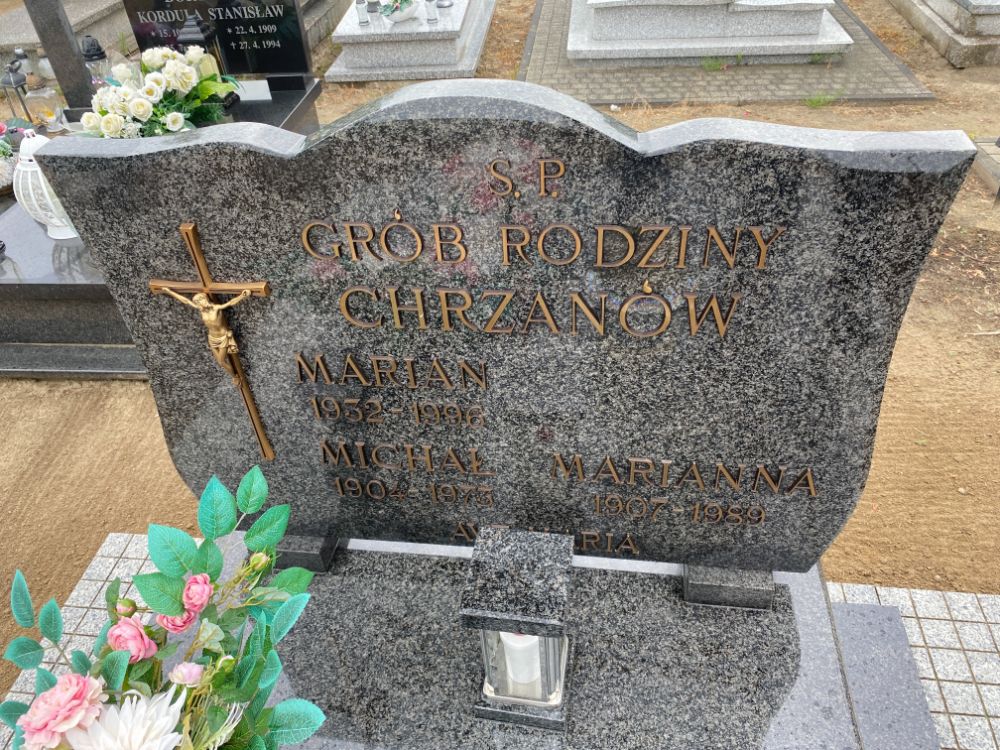 KORDULA STANISŁAW
22.4.1909
27.4.1994
Ś. P.
GRÓB RODZINY
CHRZANÓW
MARIAN
1932-1996
MICHAŁ MARIANNA
1904-1973 1907-1989
MARIA